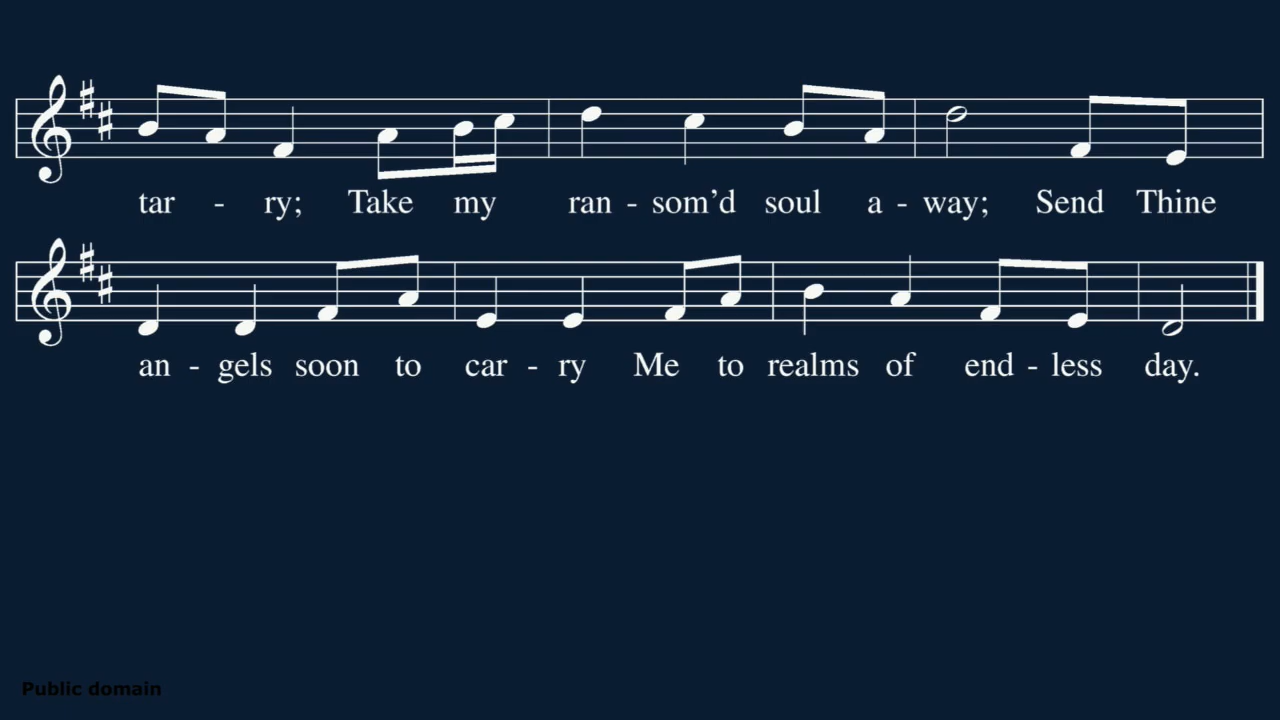 tar - ry; Take my ran - som’d soul a - way; Send Thine
an - gels soon to car - ry Me to realms of end - less day.
Public domain